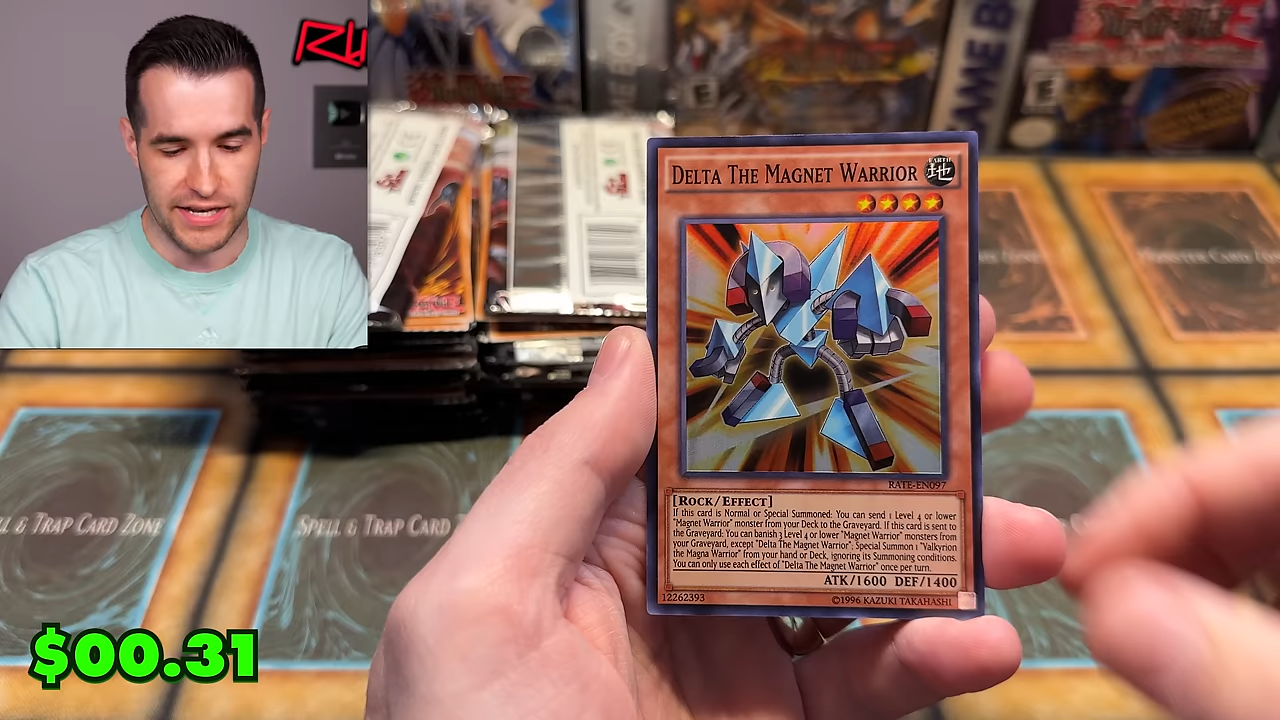 RU
GAME BOY
E
E
DELTA THE MAGNET WARRIOR
EARTH
地
RATE-EN097
[ROCK/EFFECT]
If this card is Normal or Special Summoned: You can send 1 Level 4 or lower
"Magnet Warrior" monster from your Deck to the Graveyard. If this card is sent to
the Graveyard: You can banish 3 Level 4 or lower "Magnet Warrior" monsters from
your Graveyard, except "Delta The Magnet Warrior"; Special Summon 1 "Valkyrion
the Magna Warrior" from your hand or Deck, ignoring its Summoning conditions.
You can only use each effect of "Delta The Magnet Warrior" once per turn.
ATK/1600 DEF/1400
12262393
©1996 KAZUKI TAKAHASHI
LL & TRAP CARD ZONE
SPELL & TRAP CARD
$00.31